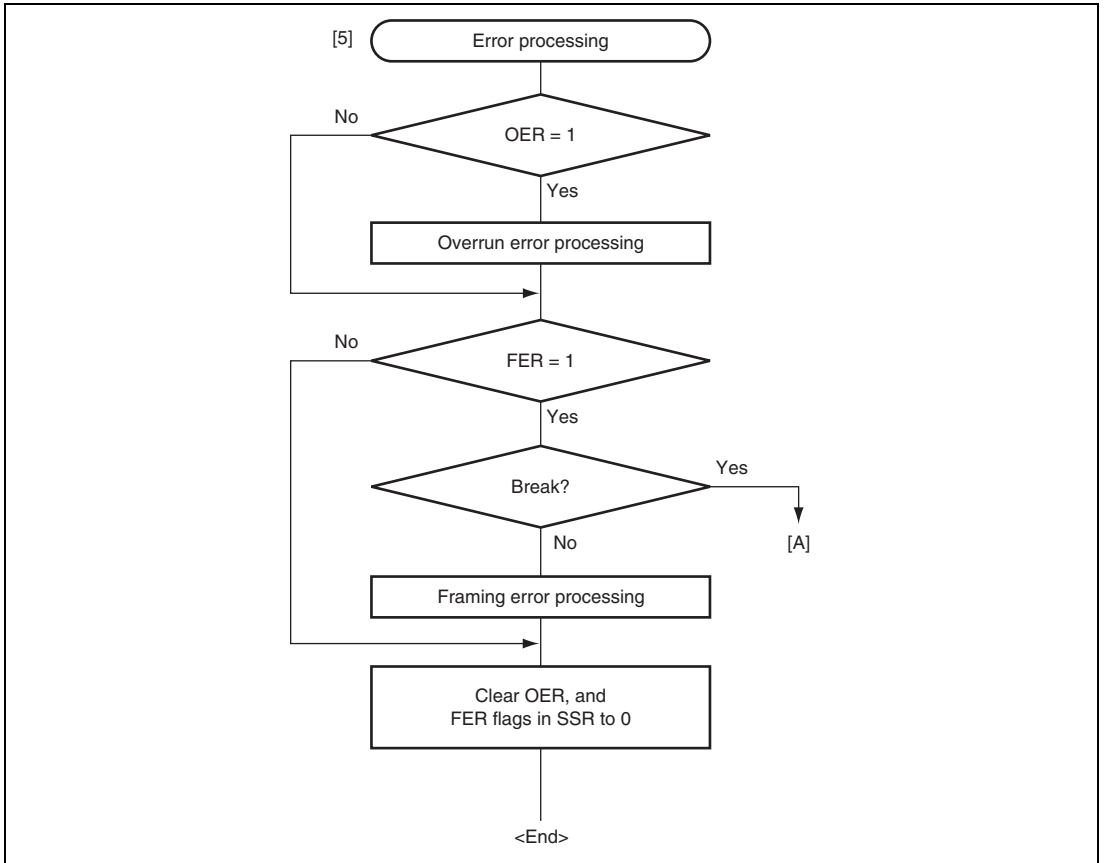 [5] Error processing
No
OER = 1
Yes
Overrun error processing
No
FER = 1
Yes
Break?
Yes
No
[A]
Framing error processing
Clear OER, and
FER flags in SSR to 0
<End>